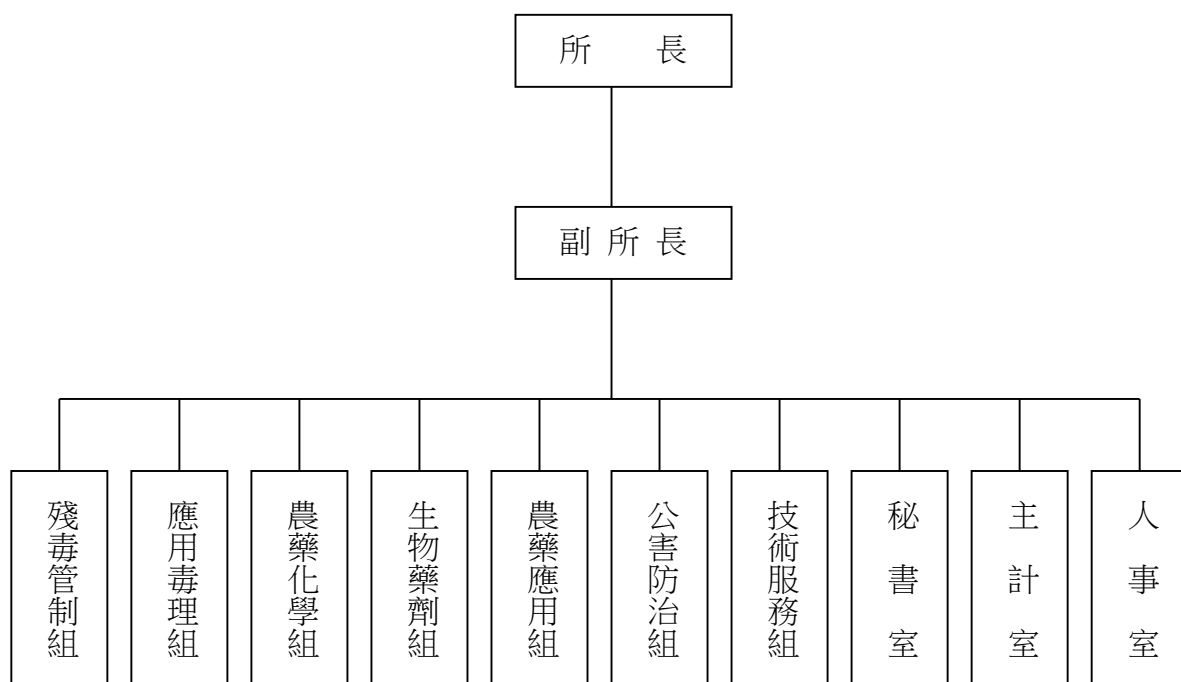 所 長
副所長
殘毒管制組
應用毒理組
農藥化學組
生物藥劑組
農藥應用組
公害防治組
技術服務組
秘書室
主計室
人事室